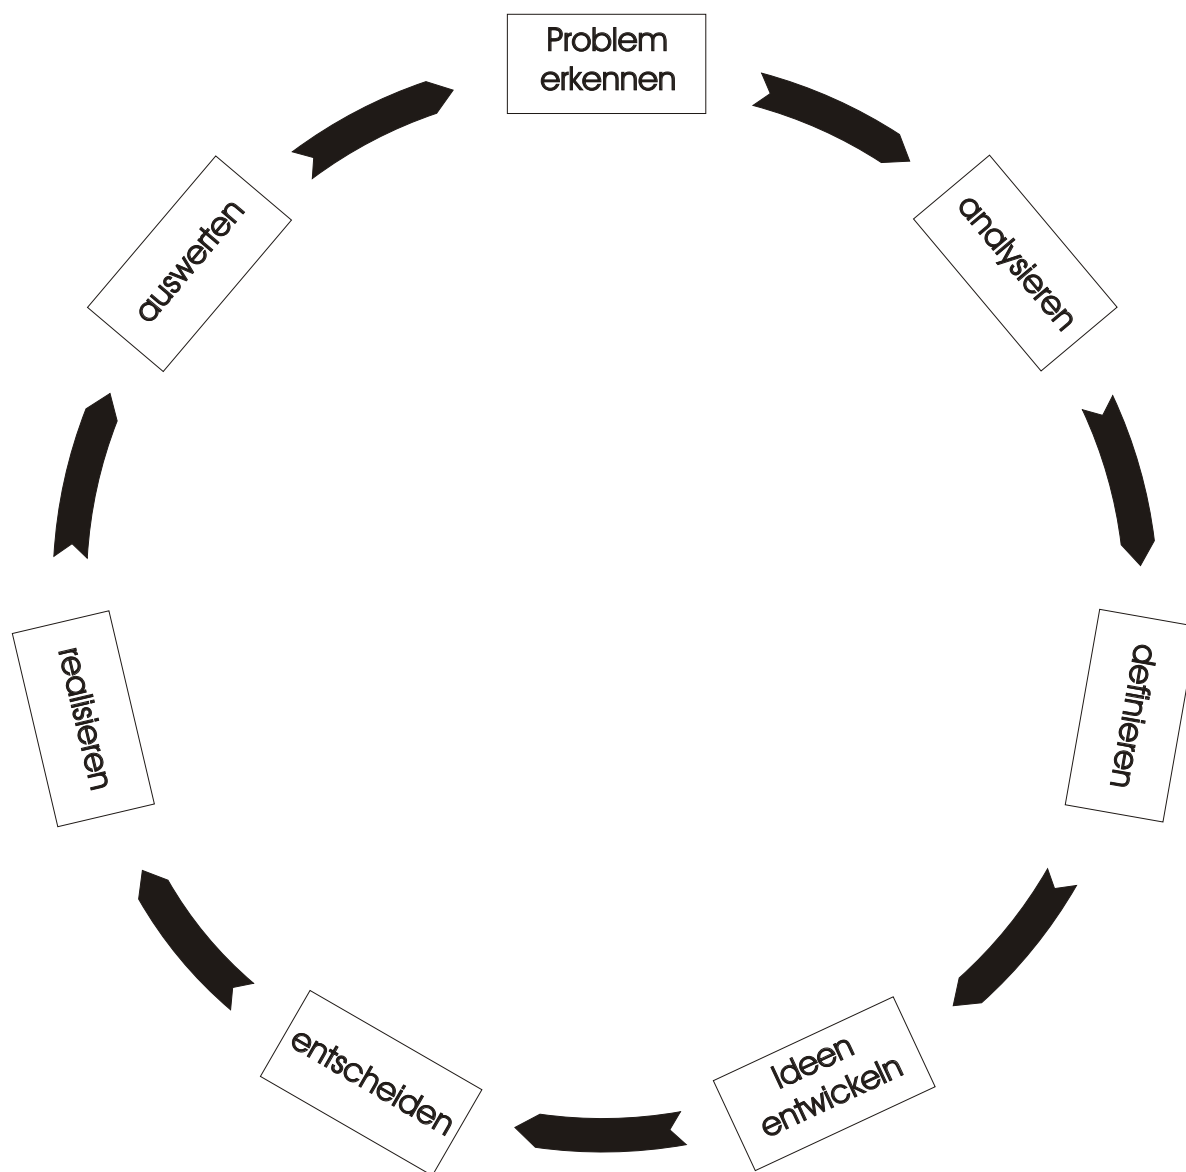 Problem
erkennen
analysieren
definieren
Ideen
entwickeln
entscheiden
realisieren
auswerten